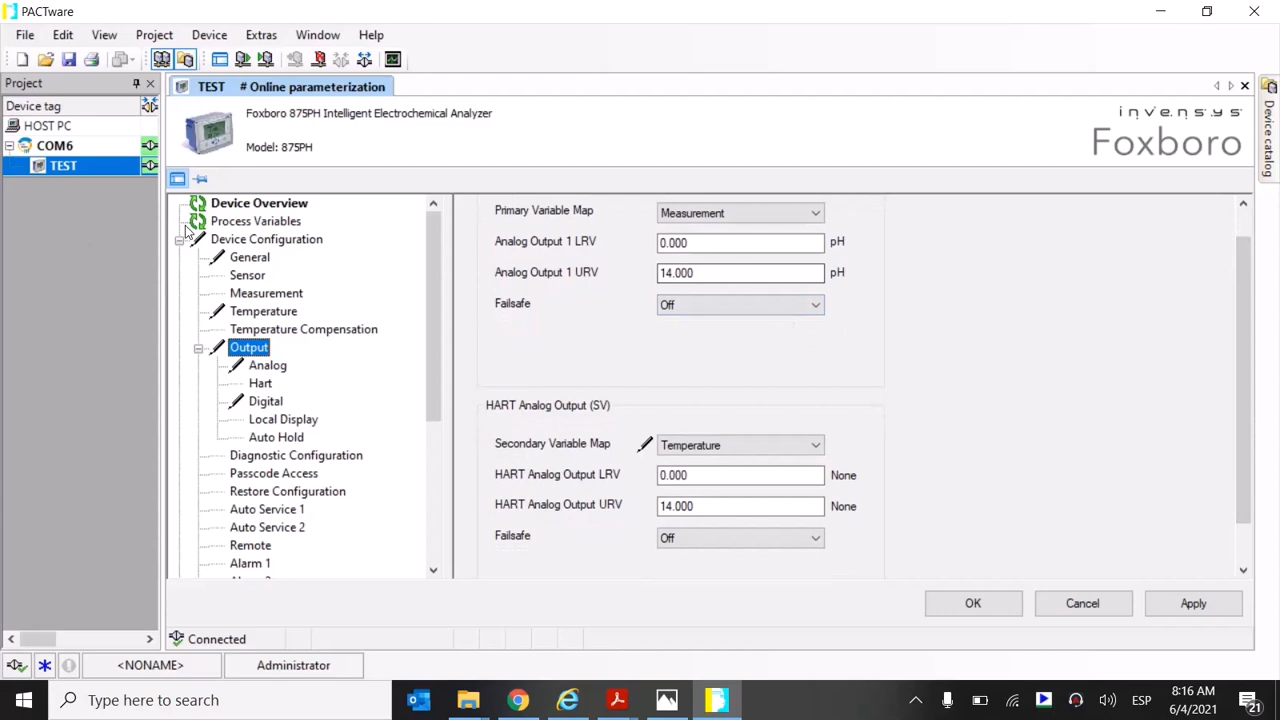 PACTware
File Edit View Project Device Extras Window Help
Project
Device tag
HOST PC
COM6
TEST
TEST # Online parameterization
Foxboro 875PH Intelligent Electrochemical Analyzer
Model: 875PH
invensys
Foxboro
Device catalog
Device Overview
Process Variables
Device Configuration
General
Sensor
Measurement
Temperature
Temperature Compensation
Output
Analog
Hart
Digital
Local Display
Auto Hold
Diagnostic Configuration
Passcode Access
Restore Configuration
Auto Service 1
Auto Service 2
Remote
Alarm 1
Primary Variable Map Measurement
Analog Output 1 LRV 0.000 pH
Analog Output 1 URV 14.000 pH
Failsafe Off
HART Analog Output (SV)
Secondary Variable Map Temperature
HART Analog Output LRV 0.000 None
HART Analog Output URV 14.000 None
Failsafe Off
OK Cancel Apply
Connected
<NONAME> Administrator
Type here to search
ESP
8:16 AM
6/4/2021
21